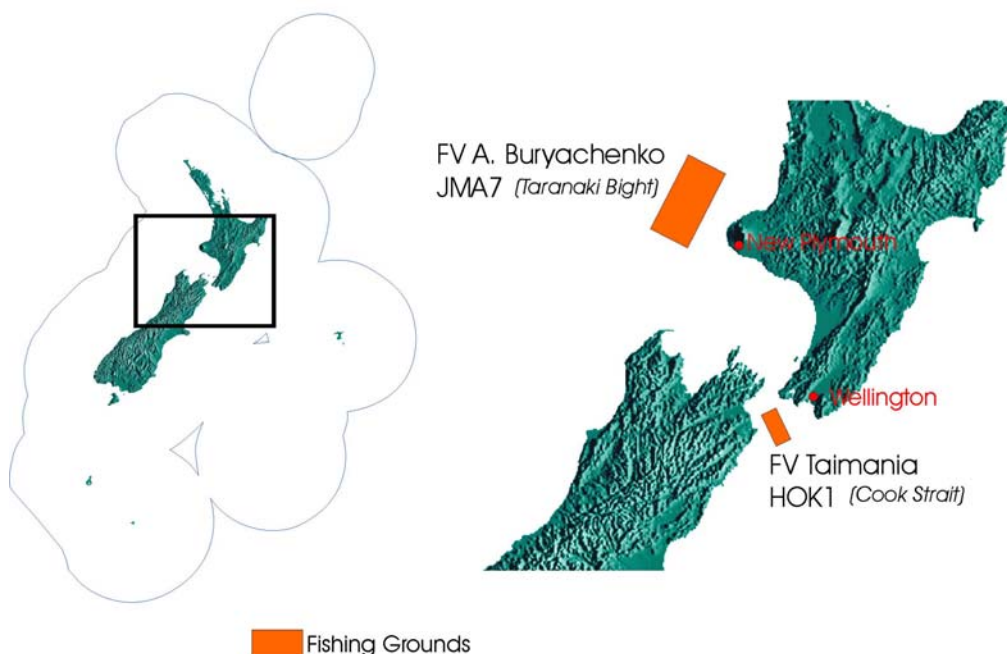 FV A. Buryachenko
JMA7 (Taranaki Bight)
New Plymouth
Wellington
FV Taimania
HOK1 (Cook Strait)
Fishing Grounds